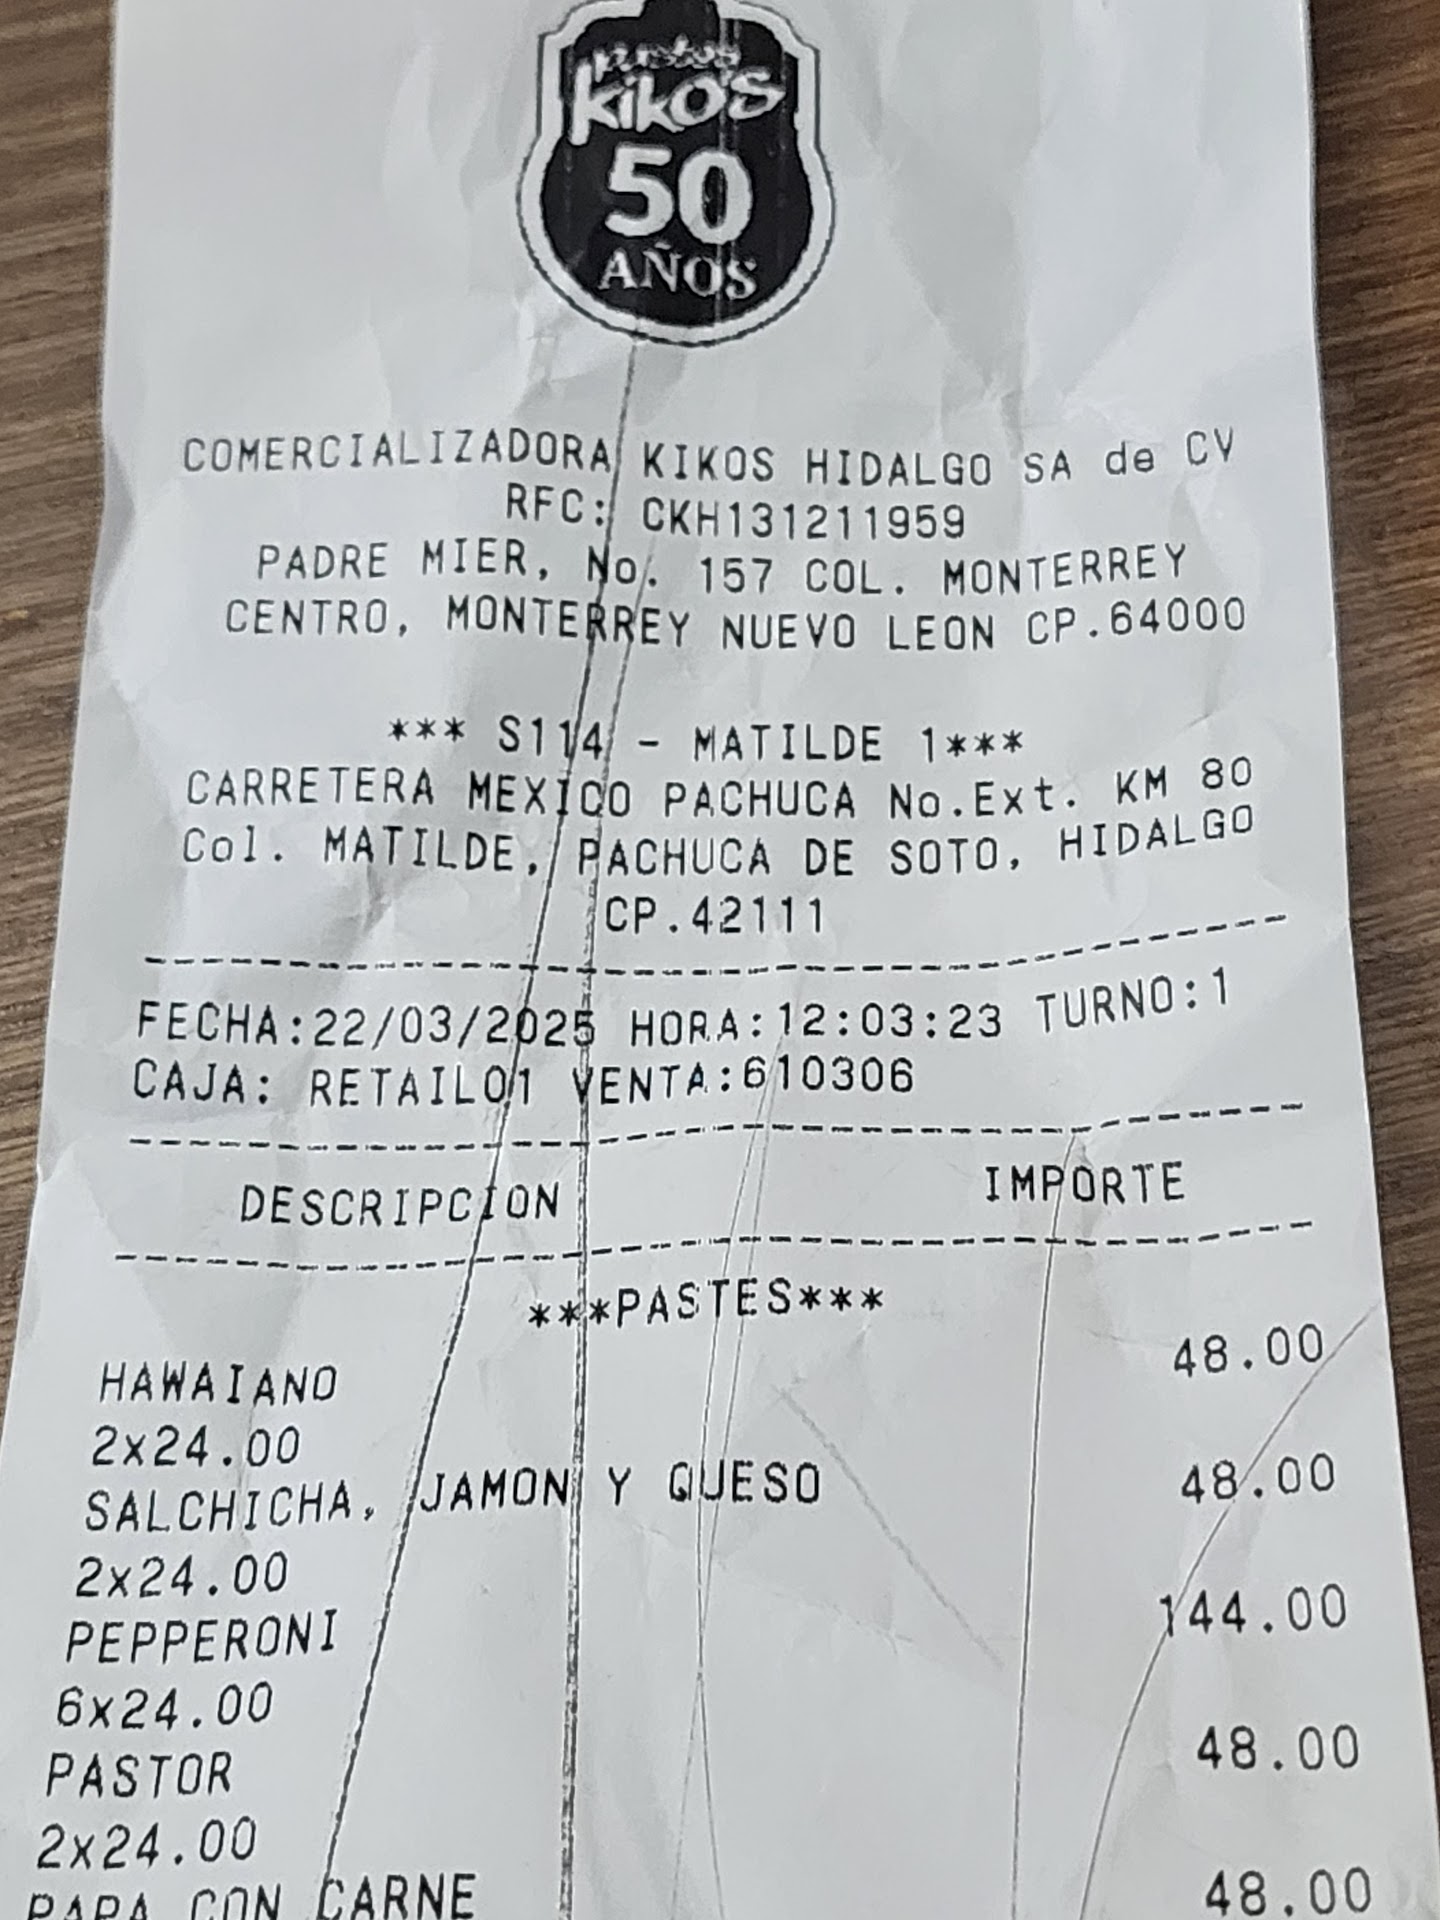 Pastes
Kiko's
50
AÑOS
COMERCIALIZADORA KIKOS HIDALGO SA de CV
RFC: CKH131211959
PADRE MIER, No. 157 COL. MONTERREY
CENTRO, MONTERREY NUEVO LEON CP.64000
*** S114 - MATILDE 1***
CARRETERA MEXICO PACHUCA No.Ext. KM 80
Col. MATILDE, PACHUCA DE SOTO, HIDALGO
CP.42111
FECHA:22/03/2025 HORA:12:03:23 TURNO:1
CAJA: RETAIL01 VENTA:610306
DESCRIPCION IMPORTE
***PASTES***
HAWAIANO 48.00
2x24.00
SALCHICHA, JAMON Y QUESO 48.00
2x24.00
PEPPERONI 144.00
6x24.00
PASTOR 48.00
2x24.00
PAPA CON CARNE 48.00